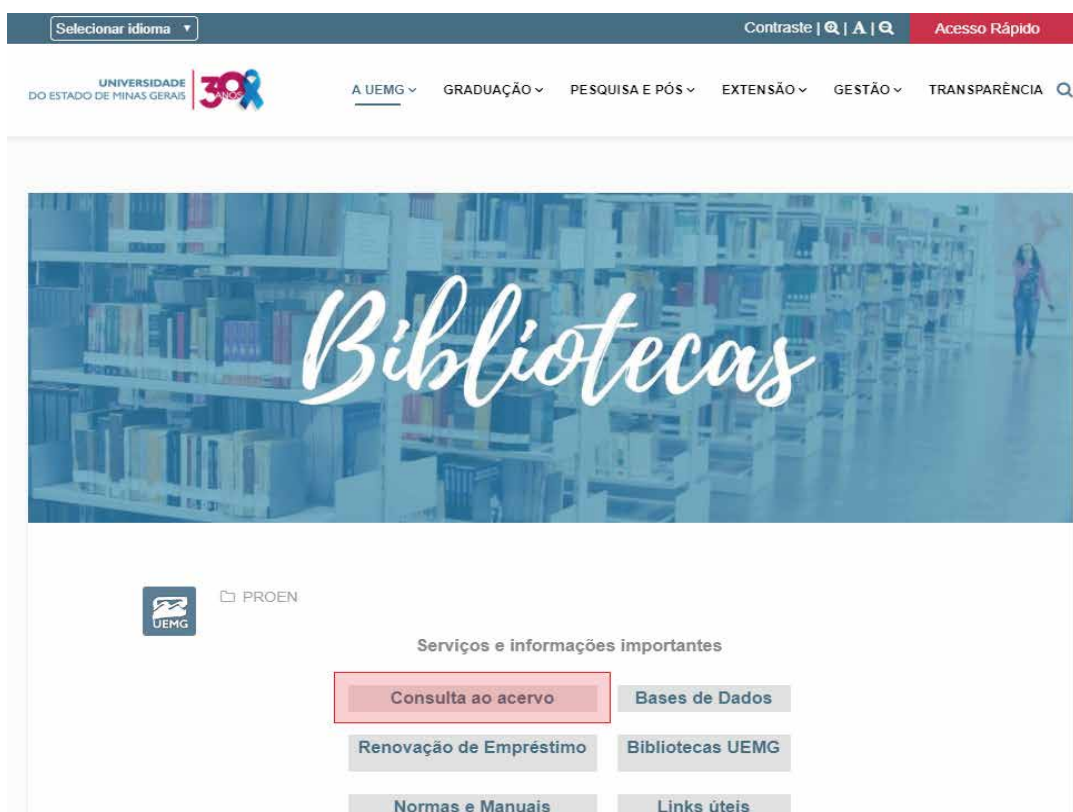 Selecionar idioma
Contraste | A |
Acesso Rápido
UNIVERSIDADE
DO ESTADO DE MINAS GERAIS
30
ANOS
A UEMG
GRADUAÇÃO
PESQUISA E PÓS
EXTENSÃO
GESTÃO
TRANSPARÊNCIA
Bibliotecas
UEMG
PROEN
Serviços e informações importantes
Consulta ao acervo
Bases de Dados
Renovação de Empréstimo
Bibliotecas UEMG
Normas e Manuais
Links úteis